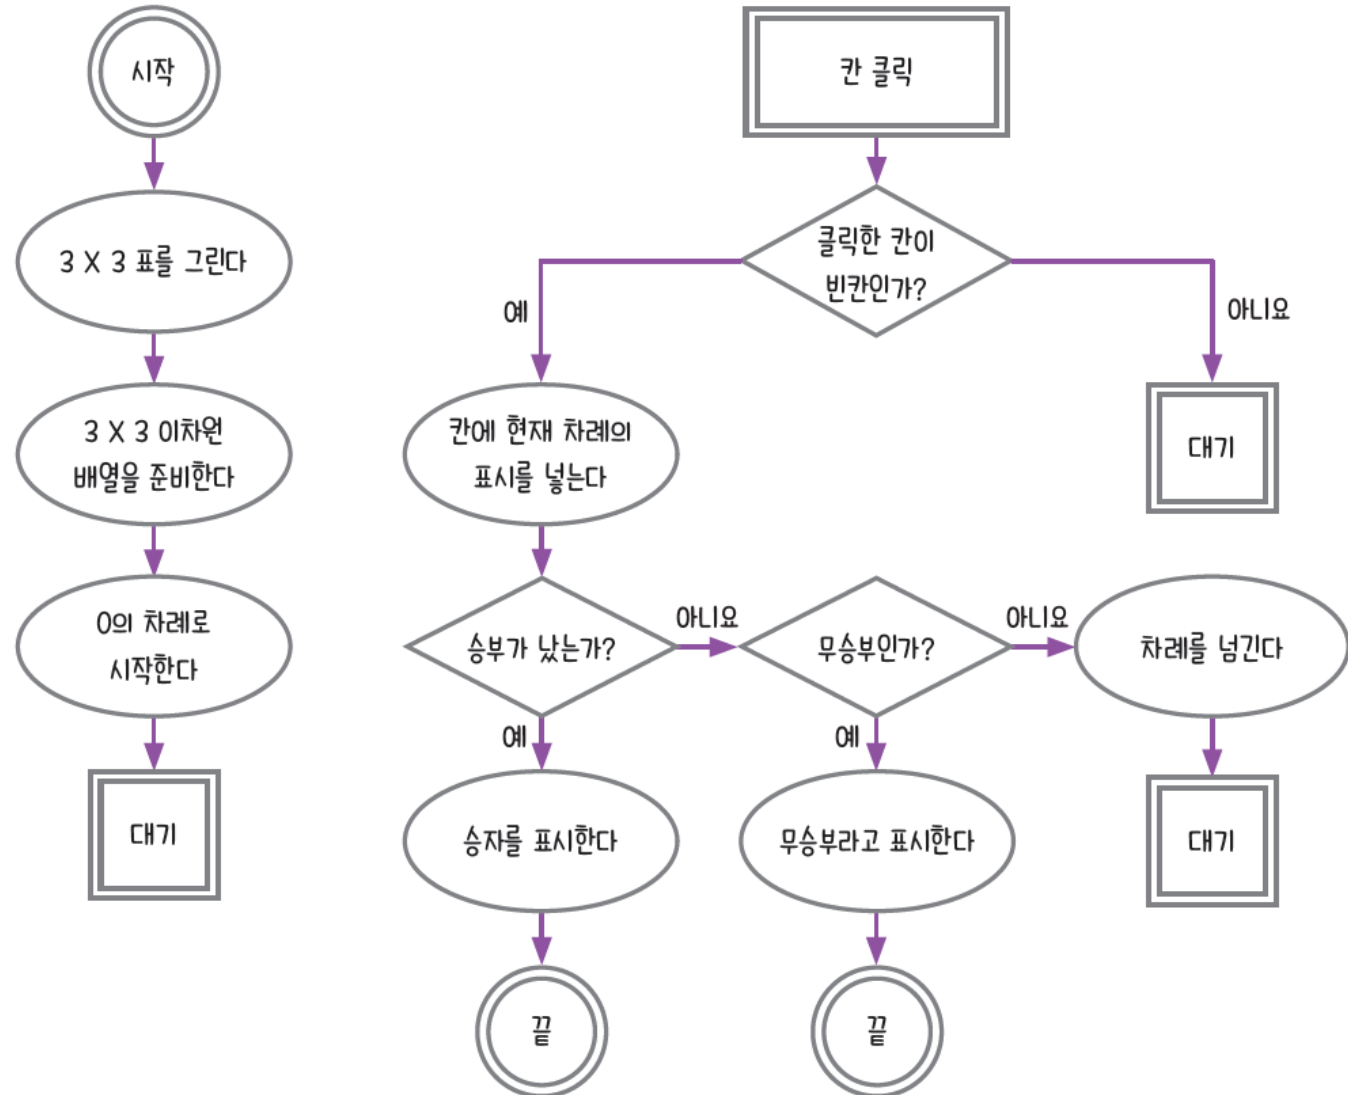 시작
3 X 3 표를 그린다
3 X 3 이차원
배열을 준비한다
O의 차례로
시작한다
대기
칸 클릭
클릭한 칸이
빈칸인가?
예
아니요
칸에 현재 차례의
표시를 넣는다
대기
승부가 났는가?
아니요
무승부인가?
아니요
차례를 넘긴다
예
예
승자를 표시한다
무승부라고 표시한다
대기
끝
끝